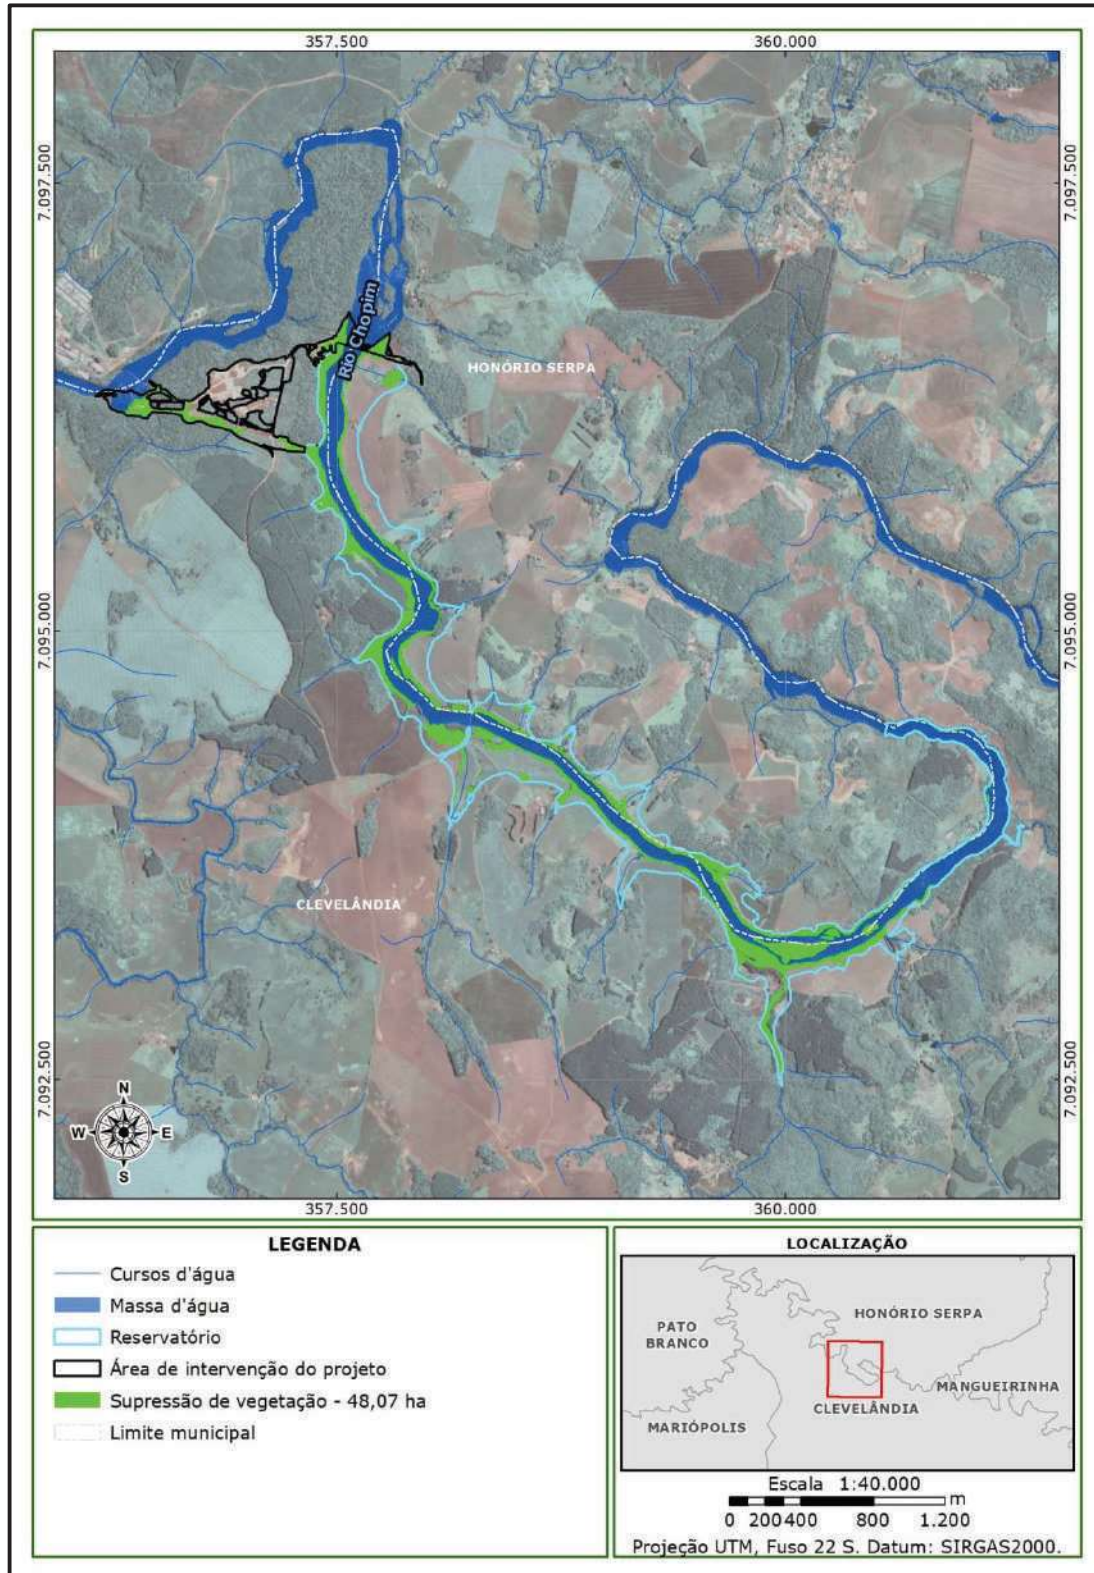 357.500
360.000
7.097.500
7.097.500
Rio Chopim
HONÓRIO SERPA
7.095.000
7.095.000
CLEVELÂNDIA
7.092.500
7.092.500
N
W
E
S
357.500
360.000
LEGENDA
Cursos d'água
Massa d'água
Reservatório
Área de intervenção do projeto
Supressão de vegetação - 48,07 ha
Limite municipal
LOCALIZAÇÃO
HONÓRIO SERPA
PATO
BRANCO
MANGUEIRINHA
CLEVELÂNDIA
MARIÓPOLIS
Escala 1:40.000
m
0 200 400 800 1.200
Projeção UTM, Fuso 22 S. Datum: SIRGAS2000.